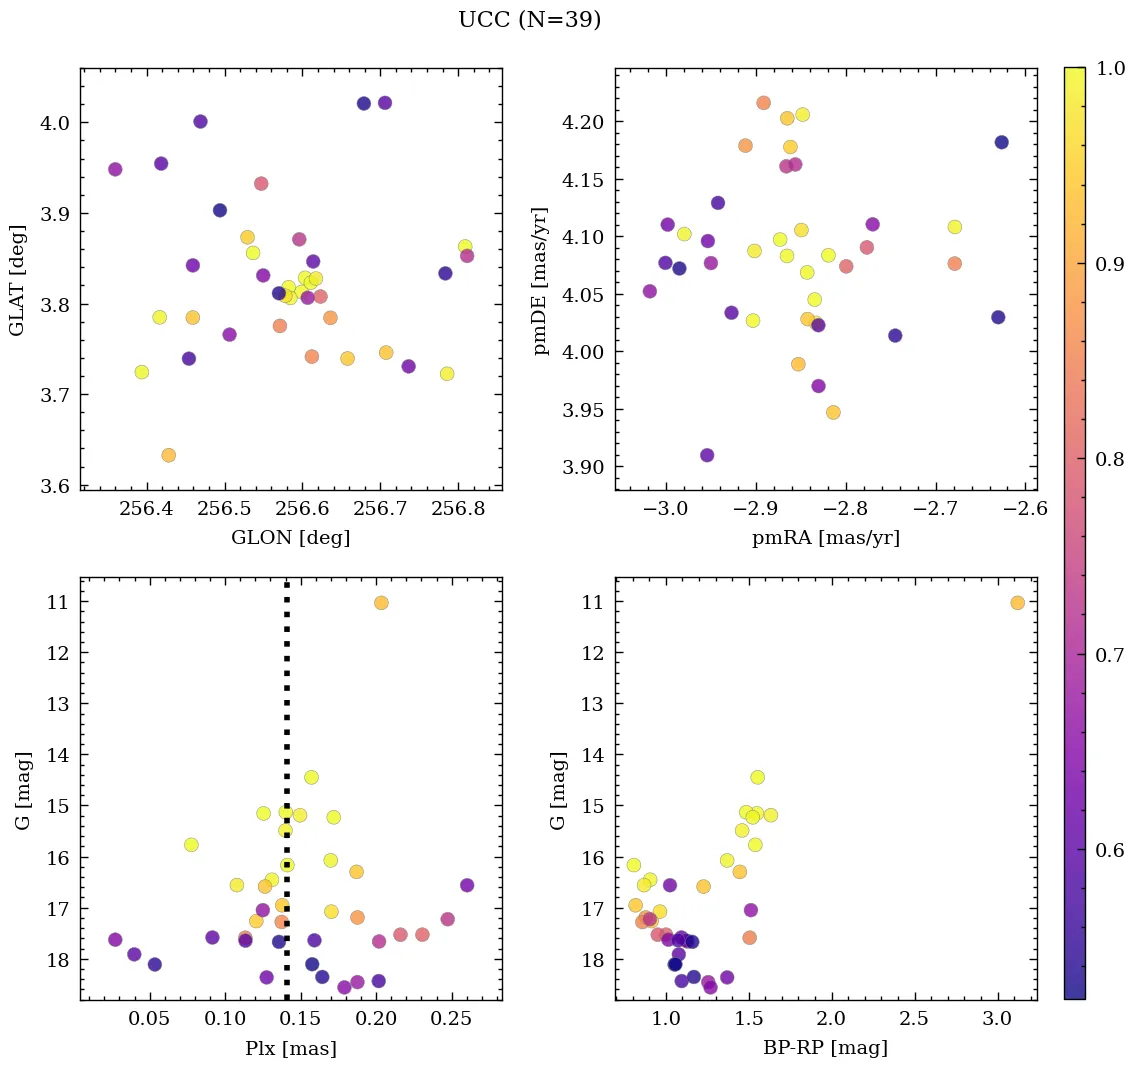 UCC (N=39)
4.0
3.9
3.8
3.7
3.6
GLAT [deg]
256.4 256.5 256.6 256.7 256.8
GLON [deg]
4.20
4.15
4.10
4.05
4.00
3.95
3.90
pmDE [mas/yr]
−3.0 −2.9 −2.8 −2.7 −2.6
pmRA [mas/yr]
1.0
0.9
0.8
0.7
0.6
11
12
13
14
15
16
17
18
G [mag]
0.05 0.10 0.15 0.20 0.25
Plx [mas]
11
12
13
14
15
16
17
18
G [mag]
1.0 1.5 2.0 2.5 3.0
BP-RP [mag]